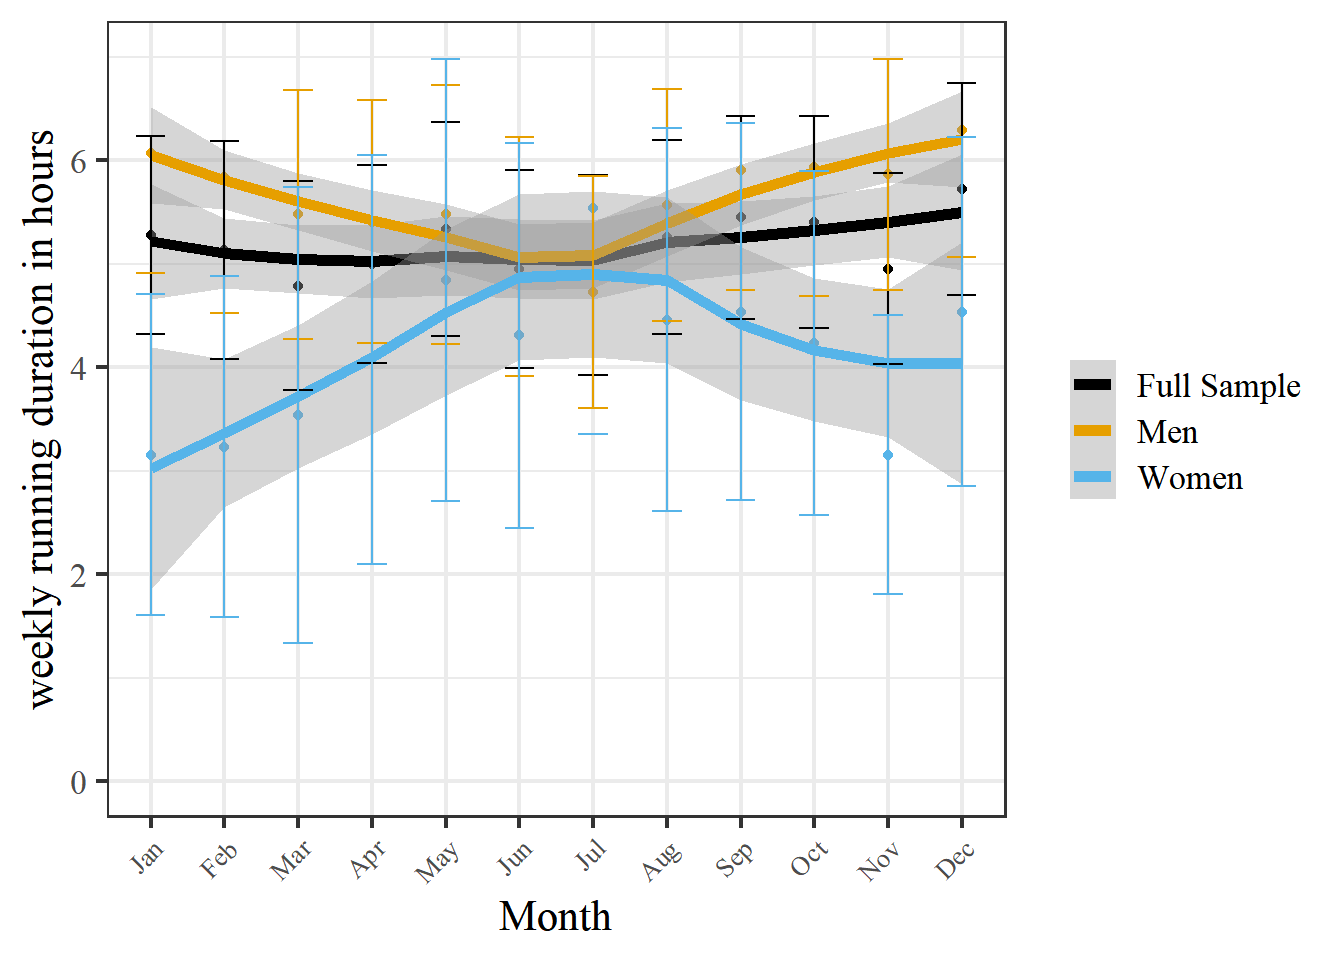 weekly running duration in hours
6
4
2
0
Jan Feb Mar Apr May Jun Jul Aug Sep Oct Nov Dec
Month
Full Sample
Men
Women